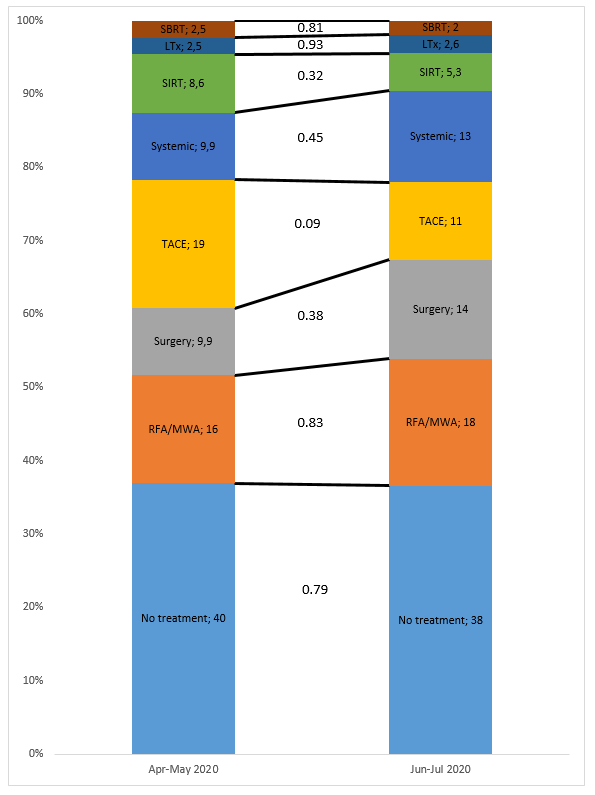 100%
90%
80%
70%
60%
50%
40%
30%
20%
10%
0%
SBRT; 2,5
LTx; 2,5
SIRT; 8,6
Systemic; 9,9
TACE; 19
Surgery; 9,9
RFA/MWA; 16
No treatment; 40
0.81
0.93
0.32
0.45
0.09
0.38
0.83
0.79
SBRT; 2
LTx; 2,6
SIRT; 5,3
Systemic; 13
TACE; 11
Surgery; 14
RFA/MWA; 18
No treatment; 38
Apr-May 2020
Jun-Jul 2020